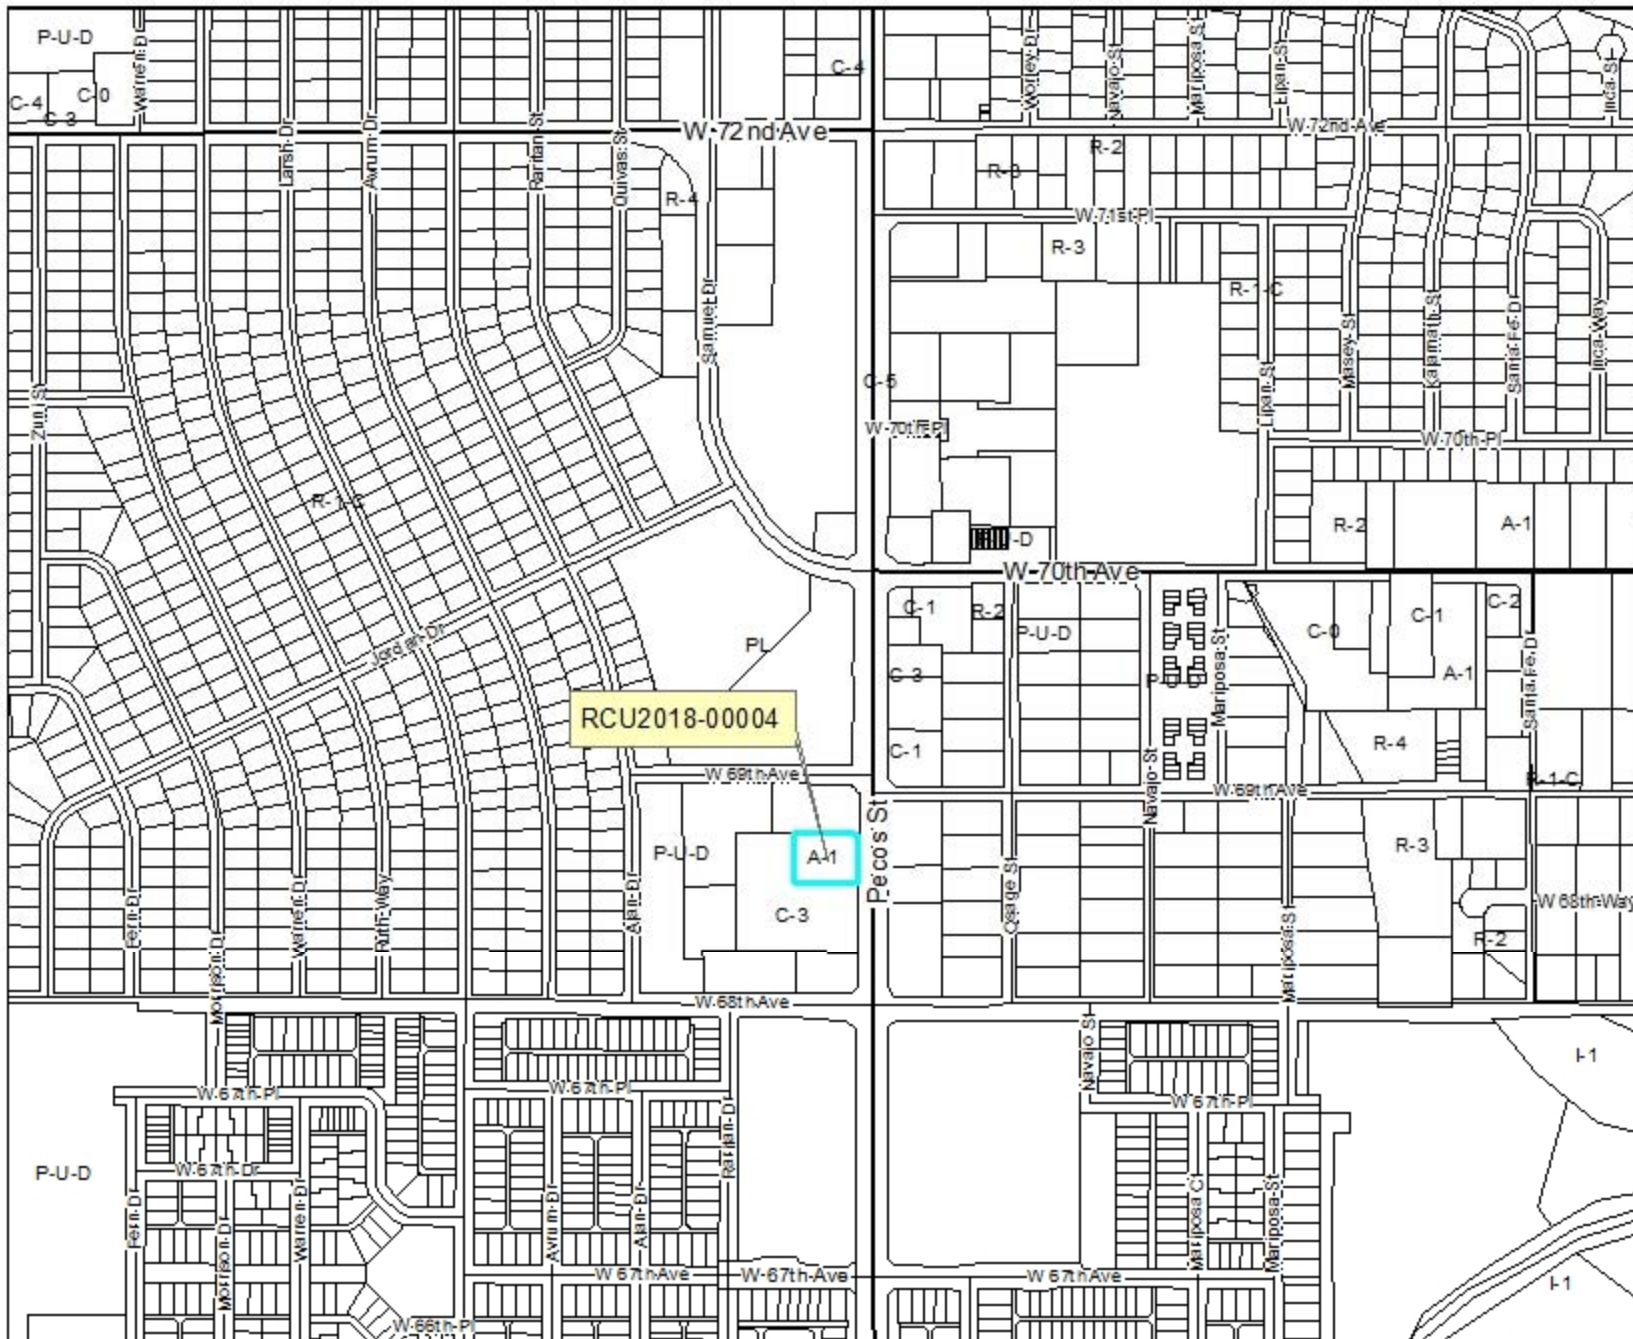 P-U-D
Warren Dr
C-4
C-0
C-4
C-3
Worley Dr
Navajo St
Mariposa St
Lipan St
Inca St
W 72nd Ave
W 72nd Ave
Larsh Dr
Avrum Dr
Raritan St
Quivas St
R-4
R-3
R-2
W 71st Pl
R-3
R-1-C
Samuel Dr
Zuni St
C-5
Lipan St
Masey St
Kalamath St
Santa Fe Dr
Inca Way
W 70th Pl
W 70th Pl
R-1-C
R-2
A-1
W 70th Ave
Jordan Dr
PL
C-1
R-2
P-U-D
C-3
C-1
P-U-D
Mariposa St
C-0
C-1
C-2
A-1
Santa Fe Dr
R-4
R-1-C
RCU2018-00004
W 69th Ave
W 69th Ave
Navajo St
Pecos St
P-U-D
A-1
C-3
R-3
W 68th Way
R-2
Fern Dr
Morrison Dr
Warren Dr
Ruth Way
Alan Dr
Osage St
Mariposa St
W 68th Ave
Navajo St
I-1
W 67th Pl
W 67th Pl
W 67th Pl
Raritan Dr
P-U-D
W 67th Dr
Fern Dr
Morrison Dr
Warren Dr
Avrum Dr
Alan Dr
Mariposa Ct
Mariposa St
W 67th Ave
W 67th Ave
W 67th Ave
I-1
W 66th Pl